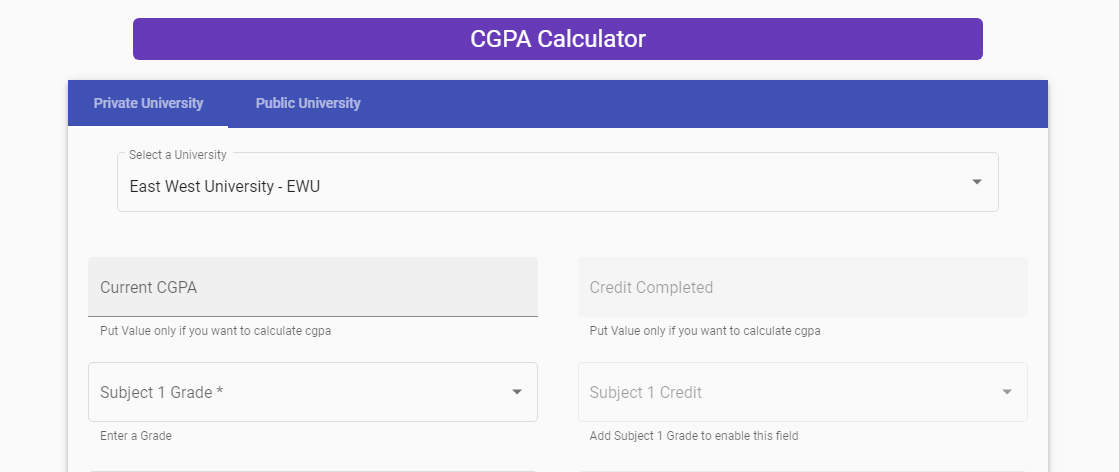 CGPA Calculator
Private University Public University
Select a University
East West University - EWU
Current CGPA Credit Completed
Put Value only if you want to calculate cgpa Put Value only if you want to calculate cgpa
Subject 1 Grade * Subject 1 Credit
Enter a Grade Add Subject 1 Grade to enable this field